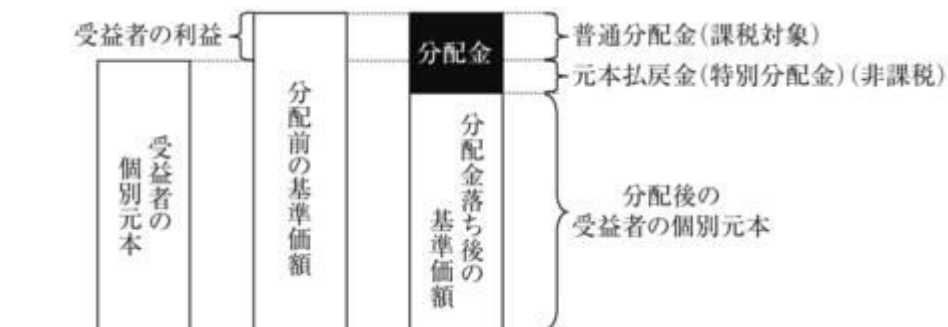 受益者の利益
分配金
普通分配金(課税対象)
元本払戻金(特別分配金)(非課税)
受益者の
個別元本
分配前の基準価額
分配金落ち後の
基準価額
分配後の
受益者の個別元本